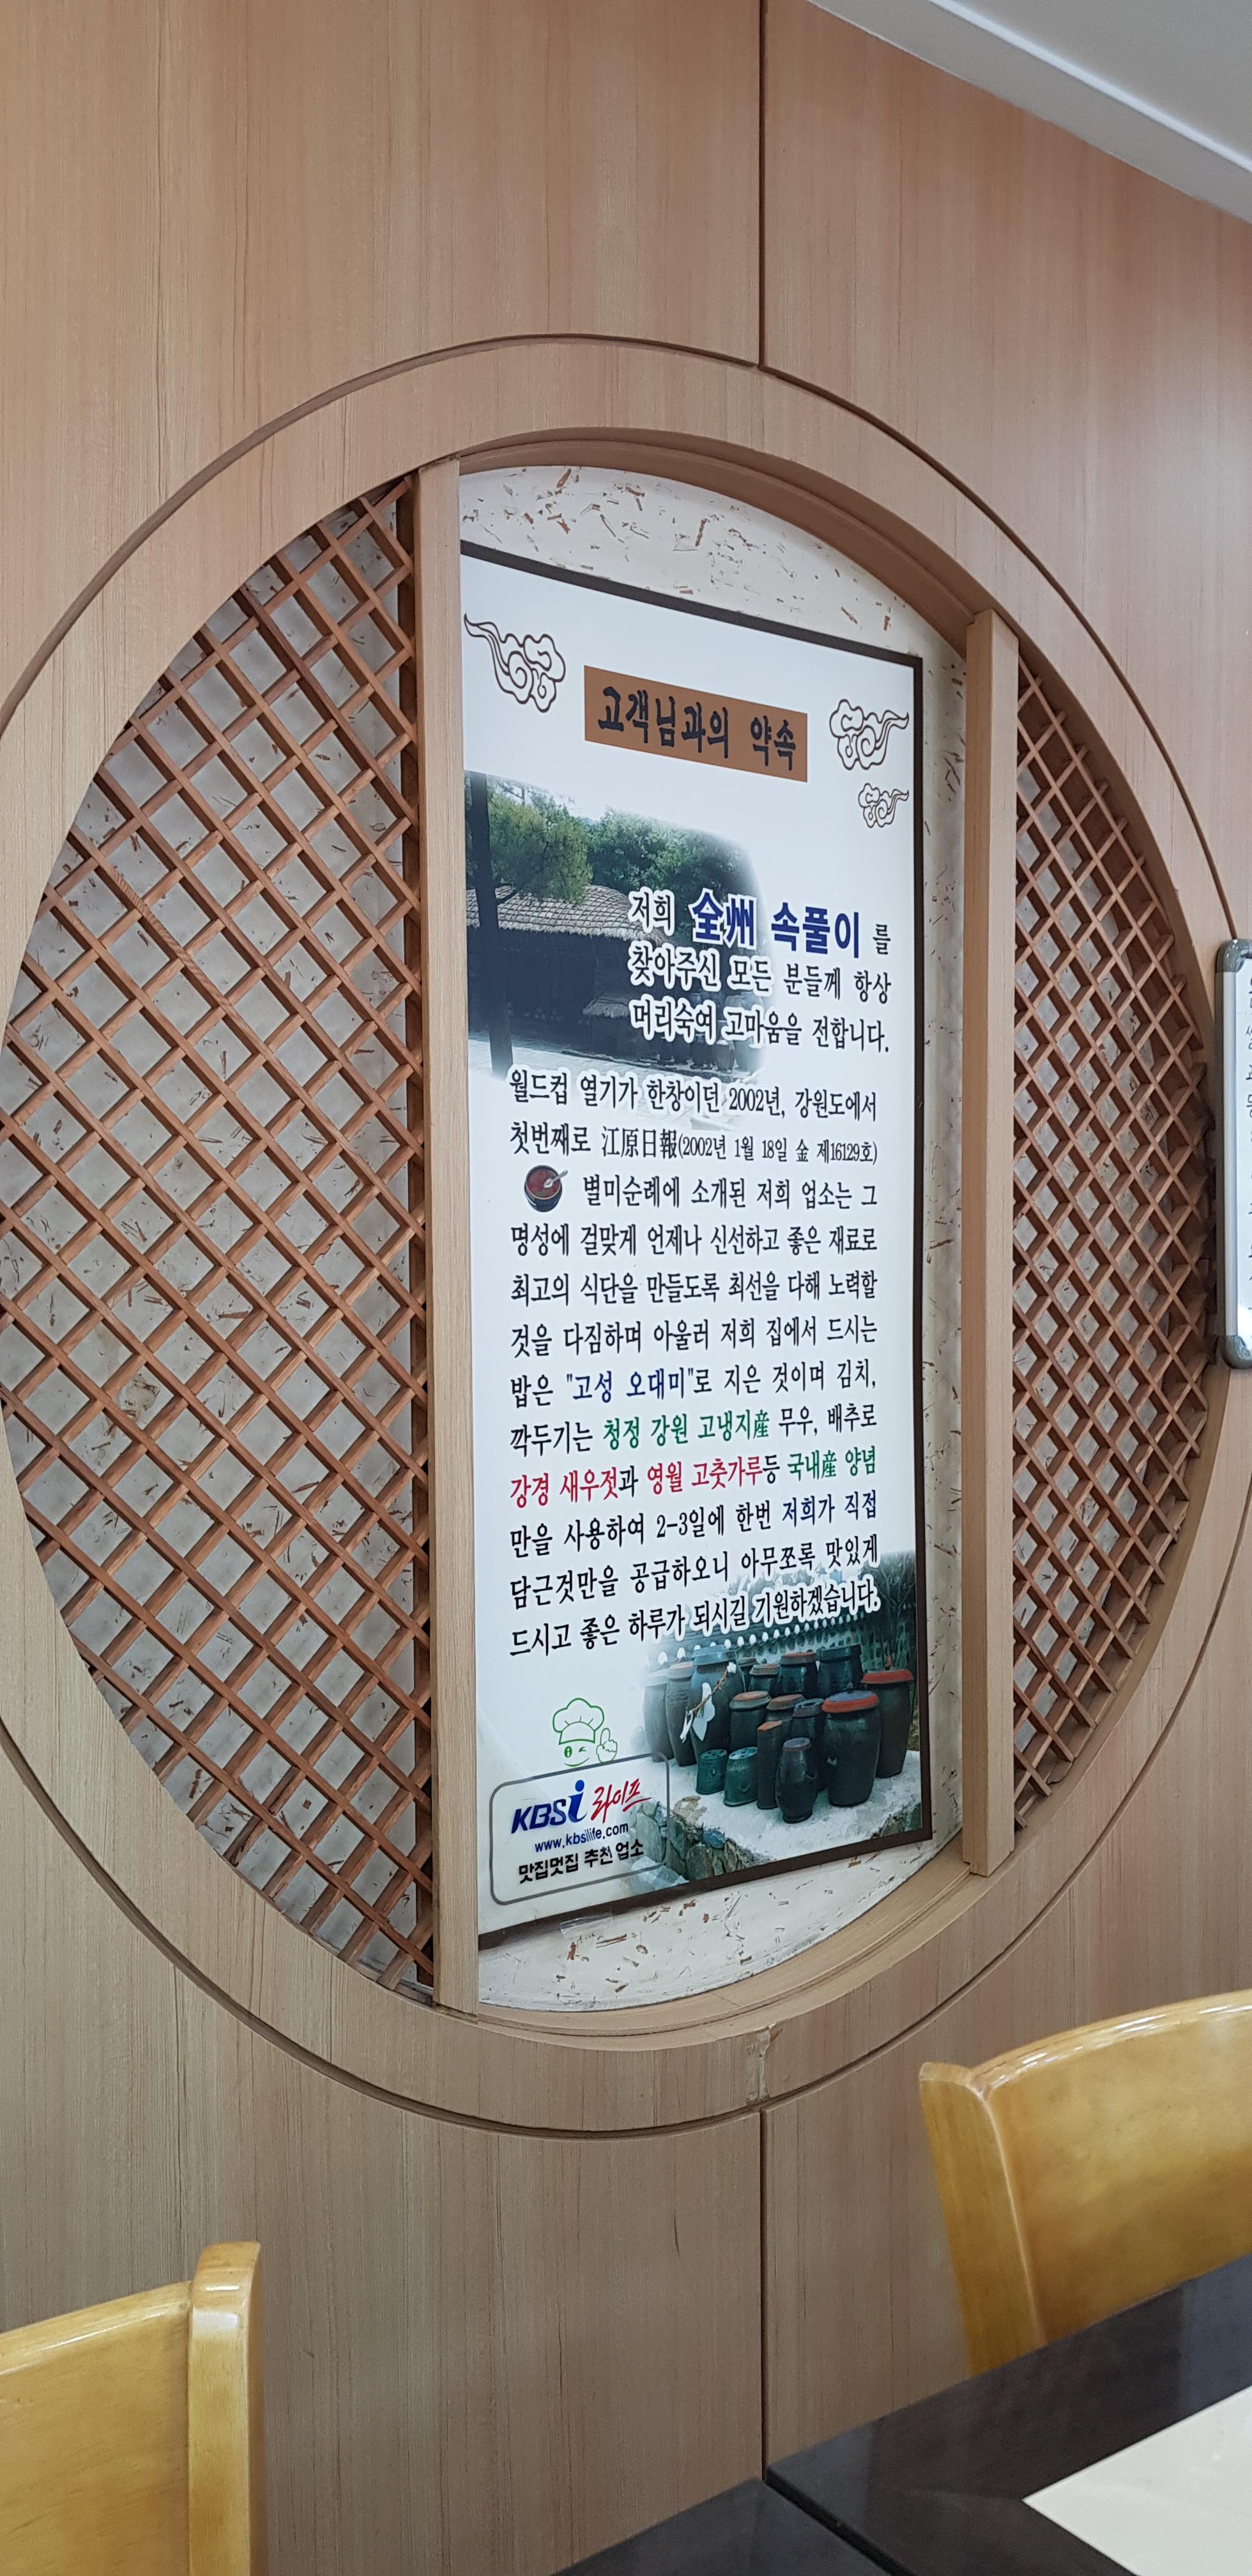 고객님과의 약속
저희 全州 속풀이 를
찾아주신 모든 분들께 항상
머리숙여 고마움을 전합니다.
월드컵 열기가 한창이던 2002년, 강원도에서
첫번째로 江原日報(2002년 1월 18일 金 제16129호)
별미순례에 소개된 저희 업소는 그
명성에 걸맞게 언제나 신선하고 좋은 재료로
최고의 식단을 만들도록 최선을 다해 노력할
것을 다짐하며 아울러 저희 집에서 드시는
밥은 "고성 오대미"로 지은 것이며 김치,
깍두기는 청정 강원 고냉지産 무우, 배추로
강경 새우젓과 영월 고춧가루등 국내産 양념
만을 사용하여 2-3일에 한번 저희가 직접
담근것만을 공급하오니 아무쪼록 맛있게
드시고 좋은 하루가 되시길 기원하겠습니다.
KBSi 라이프
www.kbsilife.com
맛집멋집 추천 업소